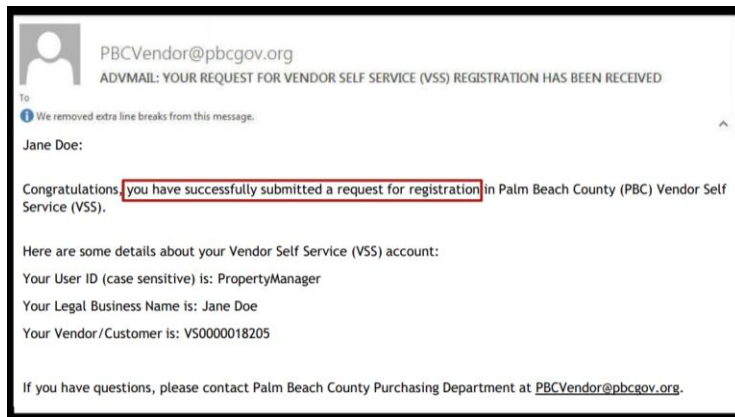 PBCVendor@pbcgov.org
ADVMAIL: YOUR REQUEST FOR VENDOR SELF SERVICE (VSS) REGISTRATION HAS BEEN RECEIVED
To
We removed extra line breaks from this message.
Jane Doe:
Congratulations, you have successfully submitted a request for registration in Palm Beach County (PBC) Vendor Self
Service (VSS).
Here are some details about your Vendor Self Service (VSS) account:
Your User ID (case sensitive) is: PropertyManager
Your Legal Business Name is: Jane Doe
Your Vendor/Customer is: VS0000018205
If you have questions, please contact Palm Beach County Purchasing Department at PBCVendor@pbcgov.org.